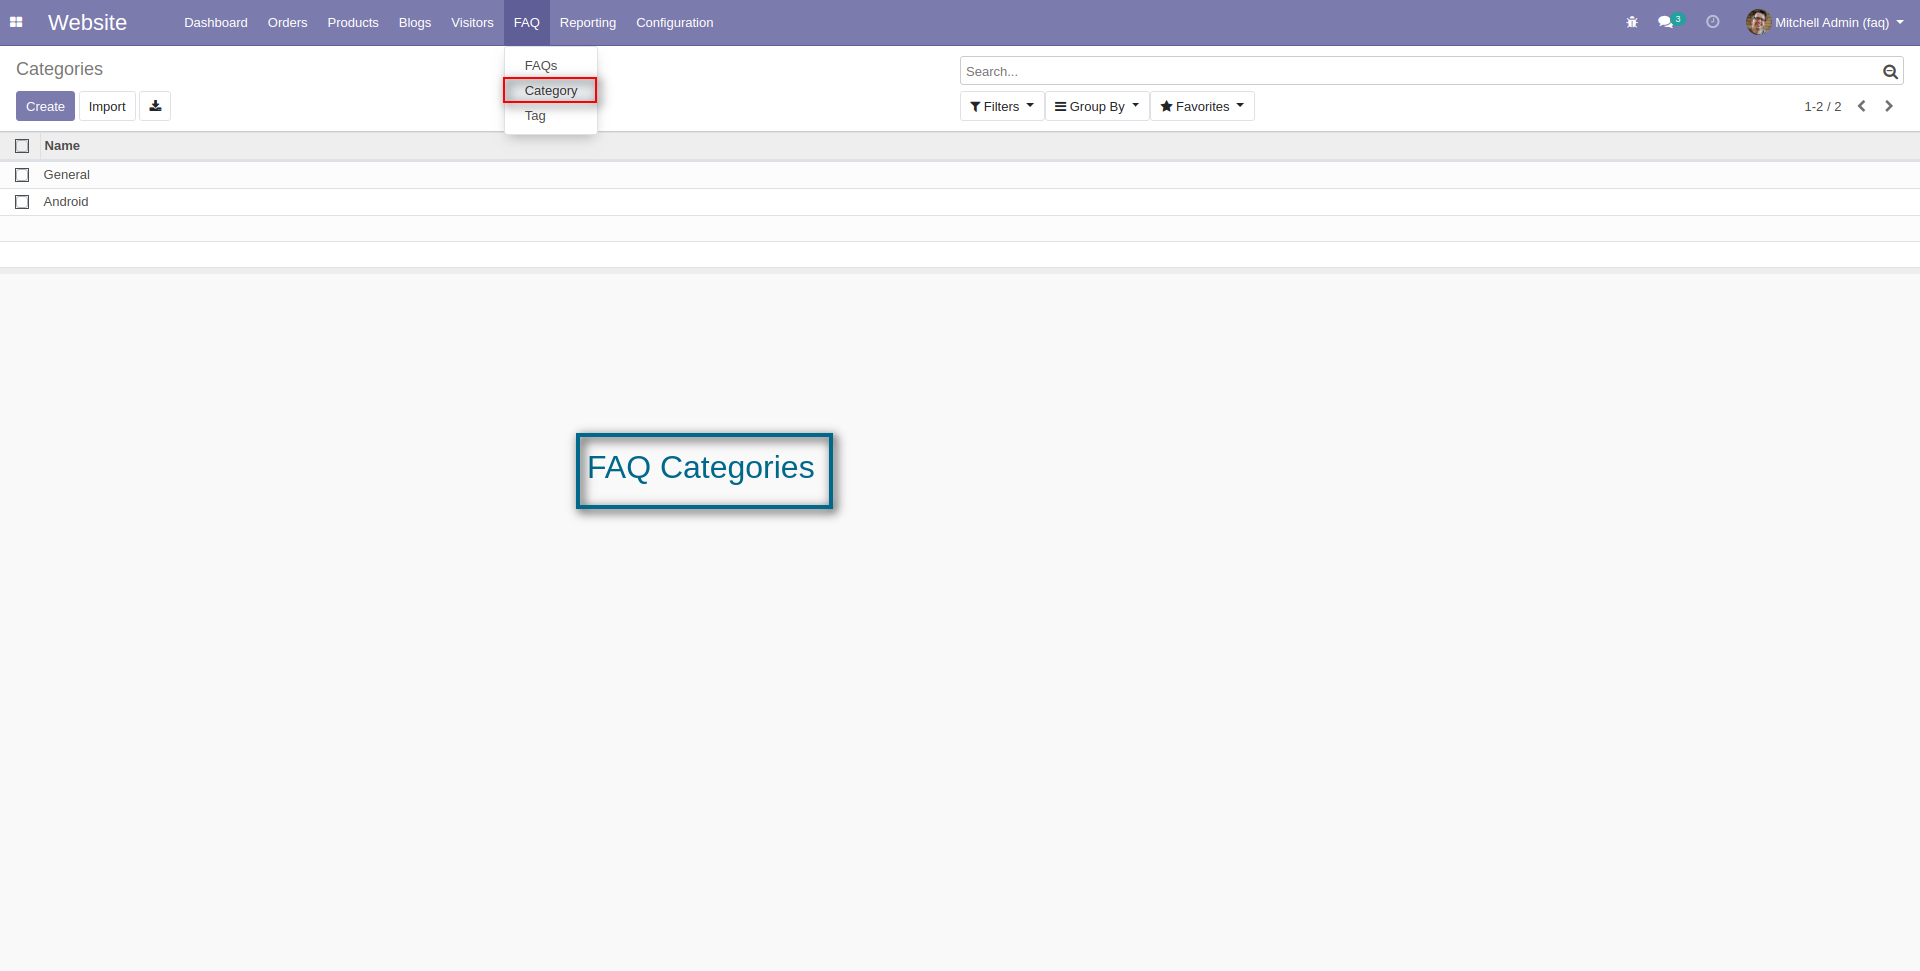 Website Dashboard Orders Products Blogs Visitors FAQ Reporting Configuration 3 Mitchell Admin (faq)
Categories
FAQs
Search...
Category
Create Import
Filters Group By Favorites 1-2 / 2
Tag
Name
General
Android
FAQ Categories